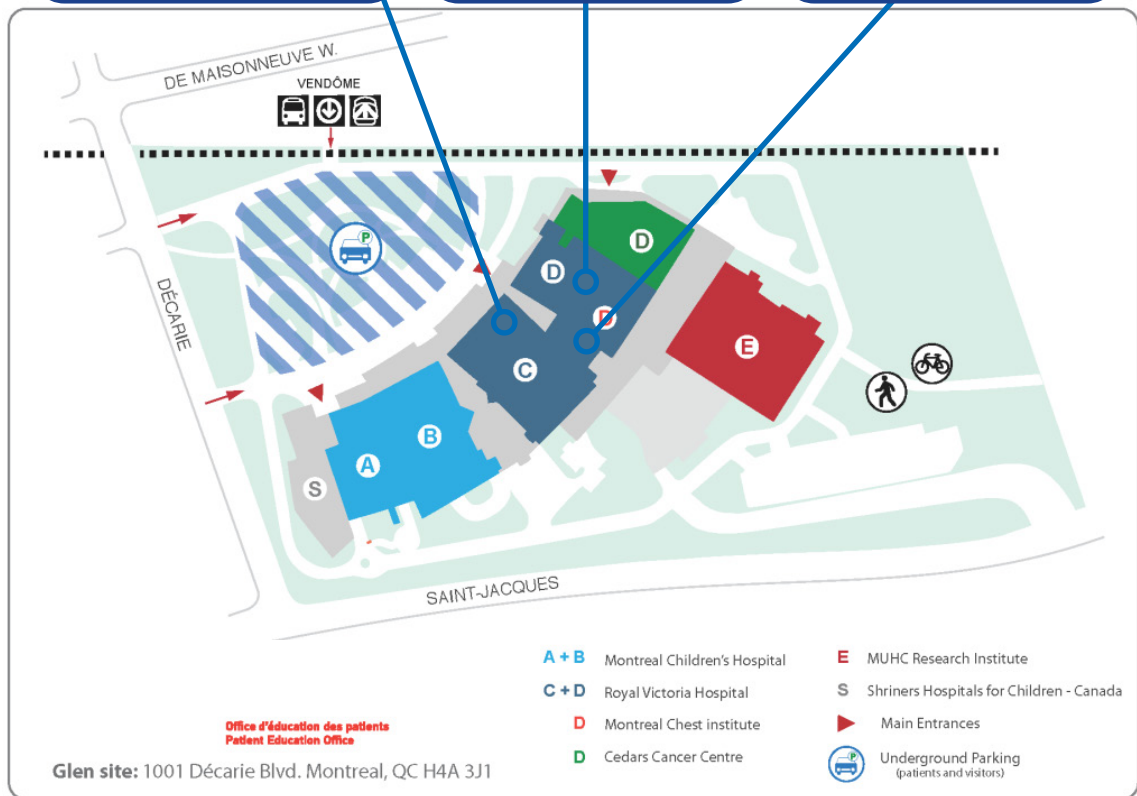 DE MAISONNEUVE W.
VENDÔME
P
D
D
DÉCARIE
D
E
C
B
A
S
SAINT-JACQUES
A + B Montreal Children's Hospital
C + D Royal Victoria Hospital
D Montreal Chest institute
D Cedars Cancer Centre
E MUHC Research Institute
S Shriners Hospitals for Children - Canada
Main Entrances
P
Underground Parking
(patients and visitors)
Office d'éducation des patients
Patient Education Office
Glen site: 1001 Décarie Blvd. Montreal, QC H4A 3J1